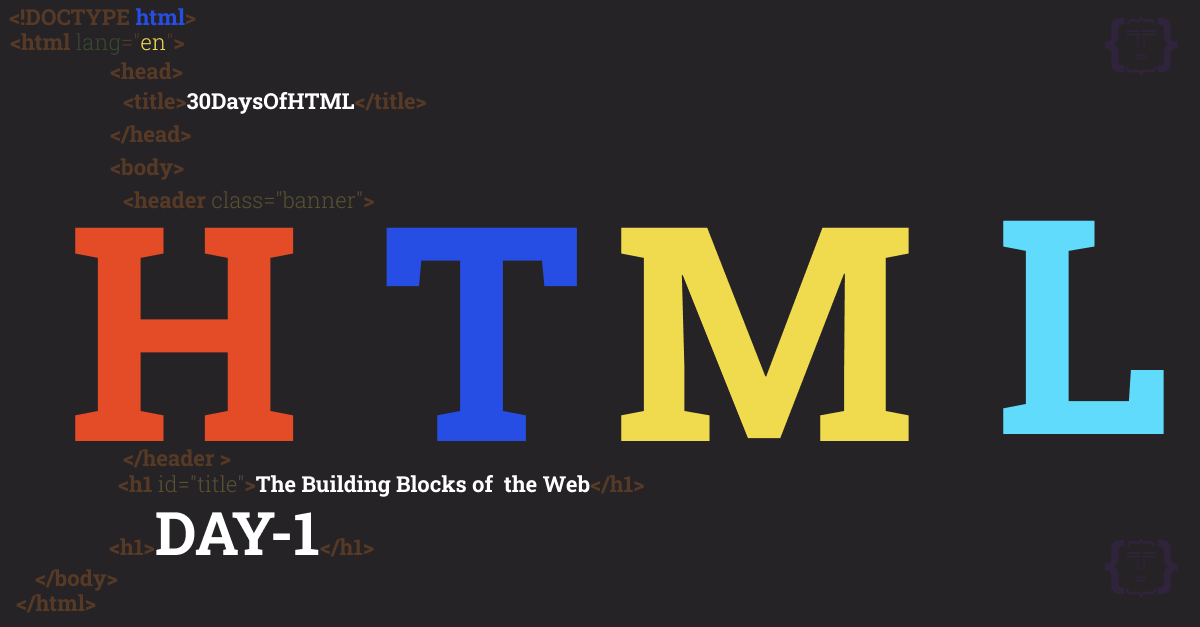 <!DOCTYPE html>
<html lang="en">
<head>
<title>30DaysOfHTML</title>
</head>
<body>
<header class="banner">
HTML
</header >
<h1 id="title">The Building Blocks of  the Web</h1>
<h1>DAY-1</h1>
</body>
</html>